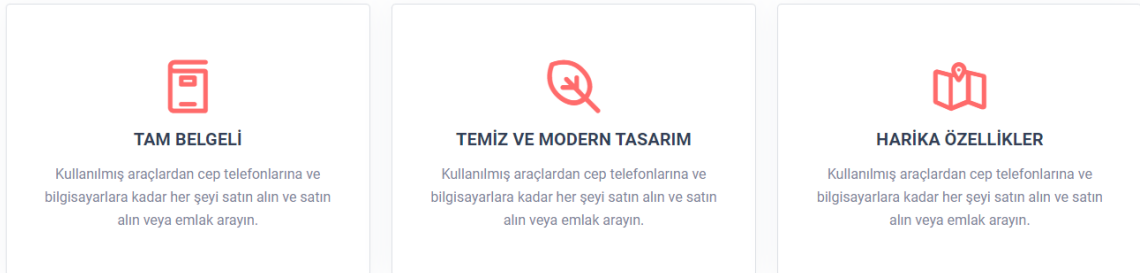 TAM BELGELİ
Kullanılmış araçlardan cep telefonlarına ve
bilgisayarlara kadar her şeyi satın alın ve satın
alın veya emlak arayın.
TEMİZ VE MODERN TASARIM
Kullanılmış araçlardan cep telefonlarına ve
bilgisayarlara kadar her şeyi satın alın ve satın
alın veya emlak arayın.
HARİKA ÖZELLİKLER
Kullanılmış araçlardan cep telefonlarına ve
bilgisayarlara kadar her şeyi satın alın ve satın
alın veya emlak arayın.